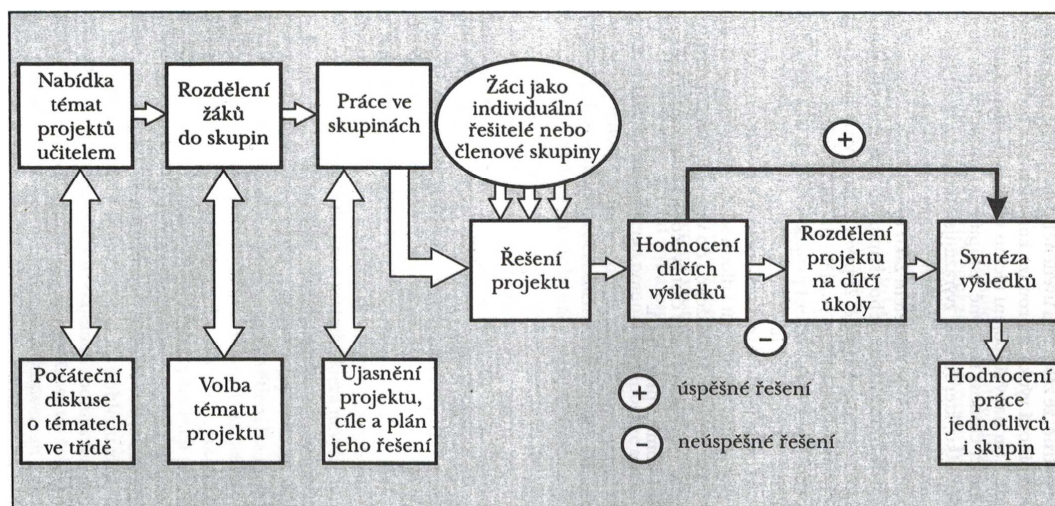 Nabídka
témat
projektů
učitelem
Rozdělení
žáků
do skupin
Práce ve
skupinách
Žáci jako
individuální
řešitelé nebo
členové skupiny
+
Řešení
projektu
Hodnocení
dílčích
výsledků
Rozdělení
projektu
na dílčí
úkoly
Syntéza
výsledků
−
Počáteční
diskuse
o tématech
ve třídě
Volba
tématu
projektu
Ujasnění
projektu,
cíle a plán
jeho řešení
+ úspěšné řešení
− neúspěšné řešení
Hodnocení
práce
jednotlivců
i skupin